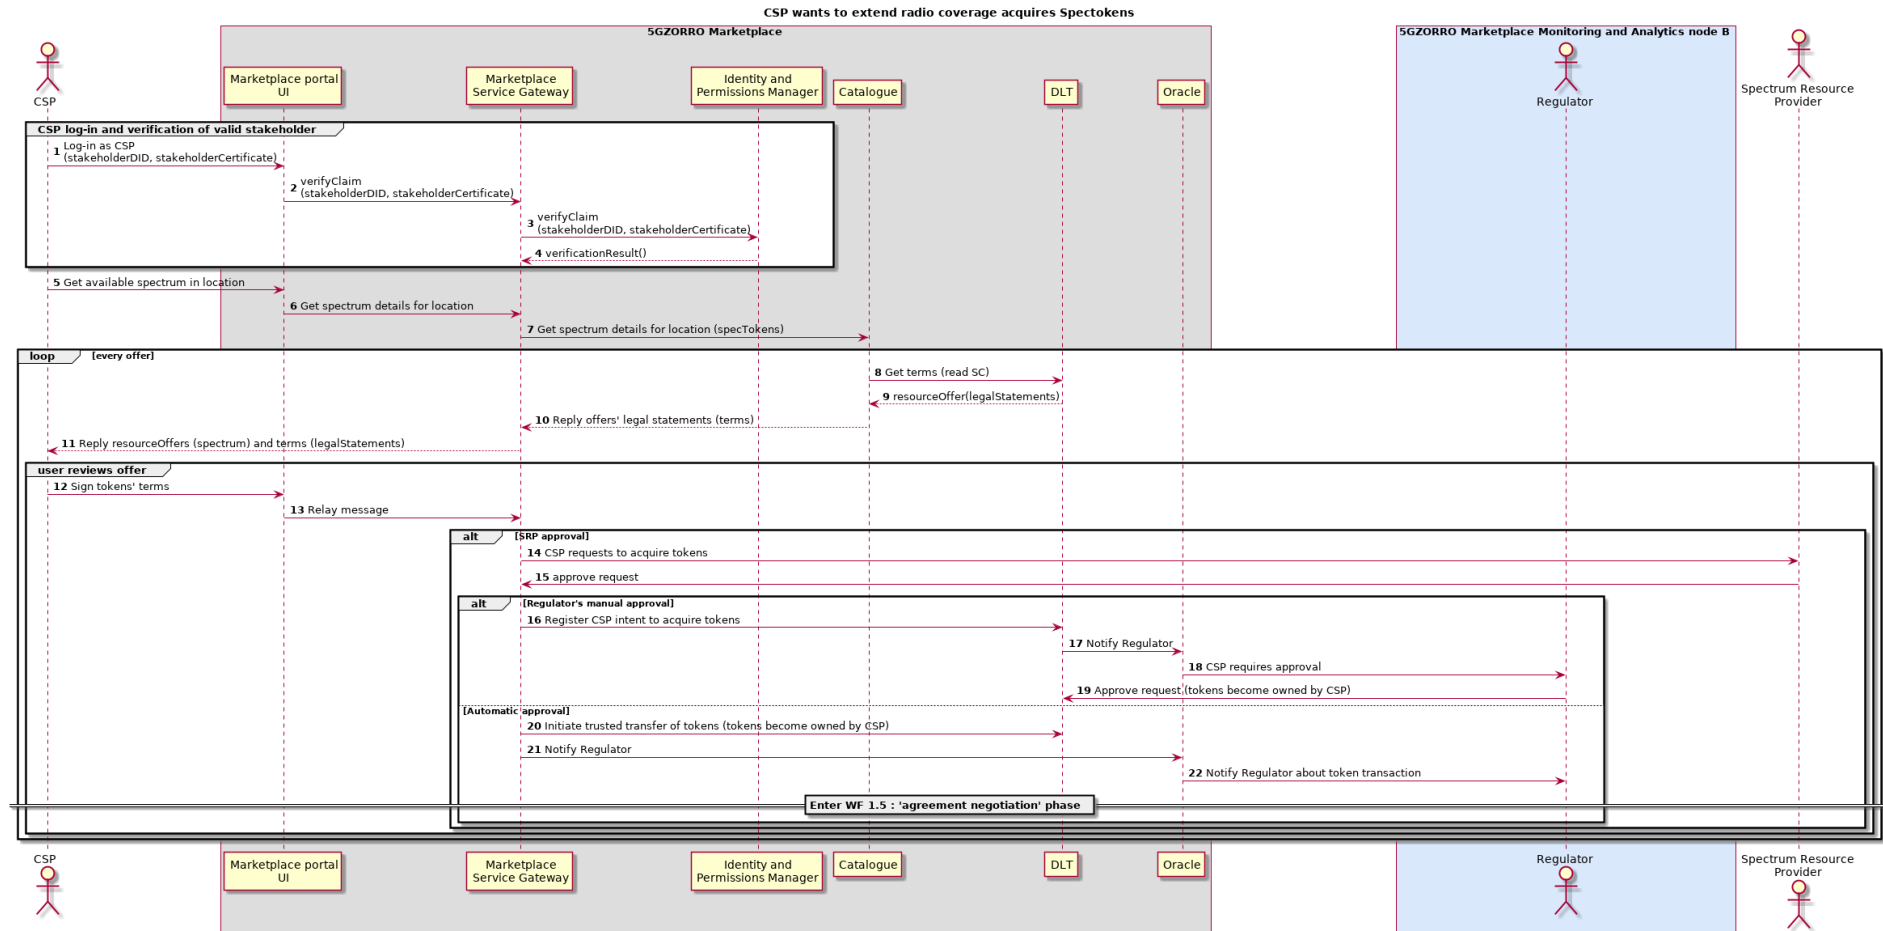 CSP wants to extend radio coverage acquires Spectokens
5GZORRO Marketplace
5GZORRO Marketplace Monitoring and Analytics node B
CSP
Marketplace portal
UI
Marketplace
Service Gateway
Identity and
Permissions Manager
Catalogue
DLT
Oracle
Regulator
Spectrum Resource
Provider
CSP log-in and verification of valid stakeholder
1 Log-in as CSP
(stakeholderDID, stakeholderCertificate)
2 verifyClaim
(stakeholderDID, stakeholderCertificate)
3 verifyClaim
(stakeholderDID, stakeholderCertificate)
4 verificationResult()
5 Get available spectrum in location
6 Get spectrum details for location
7 Get spectrum details for location (specTokens)
loop [every offer]
8 Get terms (read SC)
9 resourceOffer(legalStatements)
10 Reply offers' legal statements (terms)
11 Reply resourceOffers (spectrum) and terms (legalStatements)
user reviews offer
12 Sign tokens' terms
13 Relay message
alt [SRP approval]
14 CSP requests to acquire tokens
15 approve request
alt [Regulator's manual approval]
16 Register CSP intent to acquire tokens
17 Notify Regulator
18 CSP requires approval
19 Approve request (tokens become owned by CSP)
[Automatic approval]
20 Initiate trusted transfer of tokens (tokens become owned by CSP)
21 Notify Regulator
22 Notify Regulator about token transaction
Enter WF 1.5 : 'agreement negotiation' phase
CSP
Marketplace portal
UI
Marketplace
Service Gateway
Identity and
Permissions Manager
Catalogue
DLT
Oracle
Regulator
Spectrum Resource
Provider